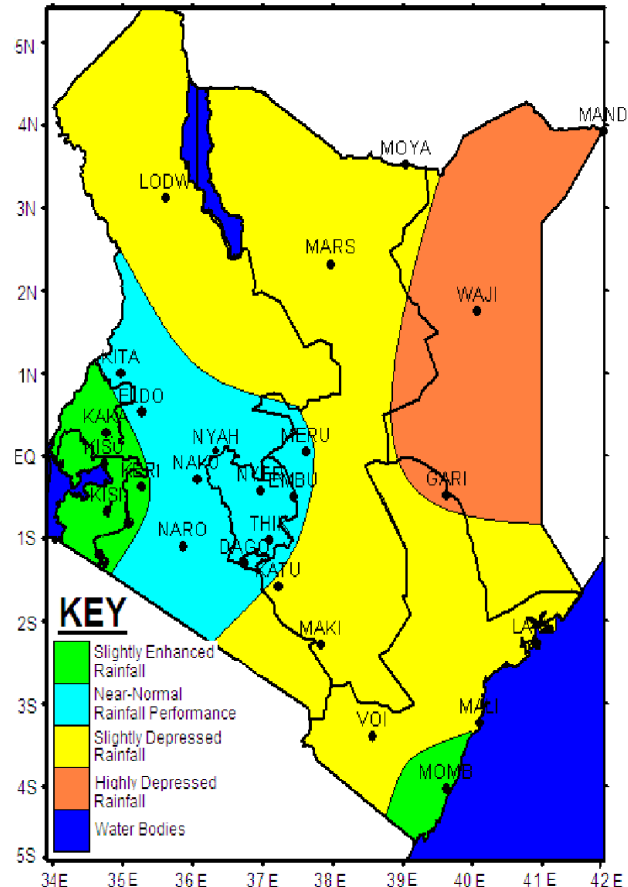 5N
4N
MAND
MOYA
LODW
3N
MARS
2N
WAJI
1N
KITA
ELDO
KAKA
NYAH
MERU
KISU
EQ
KERI
NAKU
NYER
EMBU
GARI
KISII
1S
THIK
NARO
DAGO
KATU
2S
KEY
LAMU
MAKI
Slightly Enhanced
Rainfall
3S
Near-Normal
Rainfall Performance
MALI
VOI
Slightly Depressed
Rainfall
4S
MOMB
Highly Depressed
Rainfall
Water Bodies
5S
34E 35E 36E 37E 38E 39E 40E 41E 42E